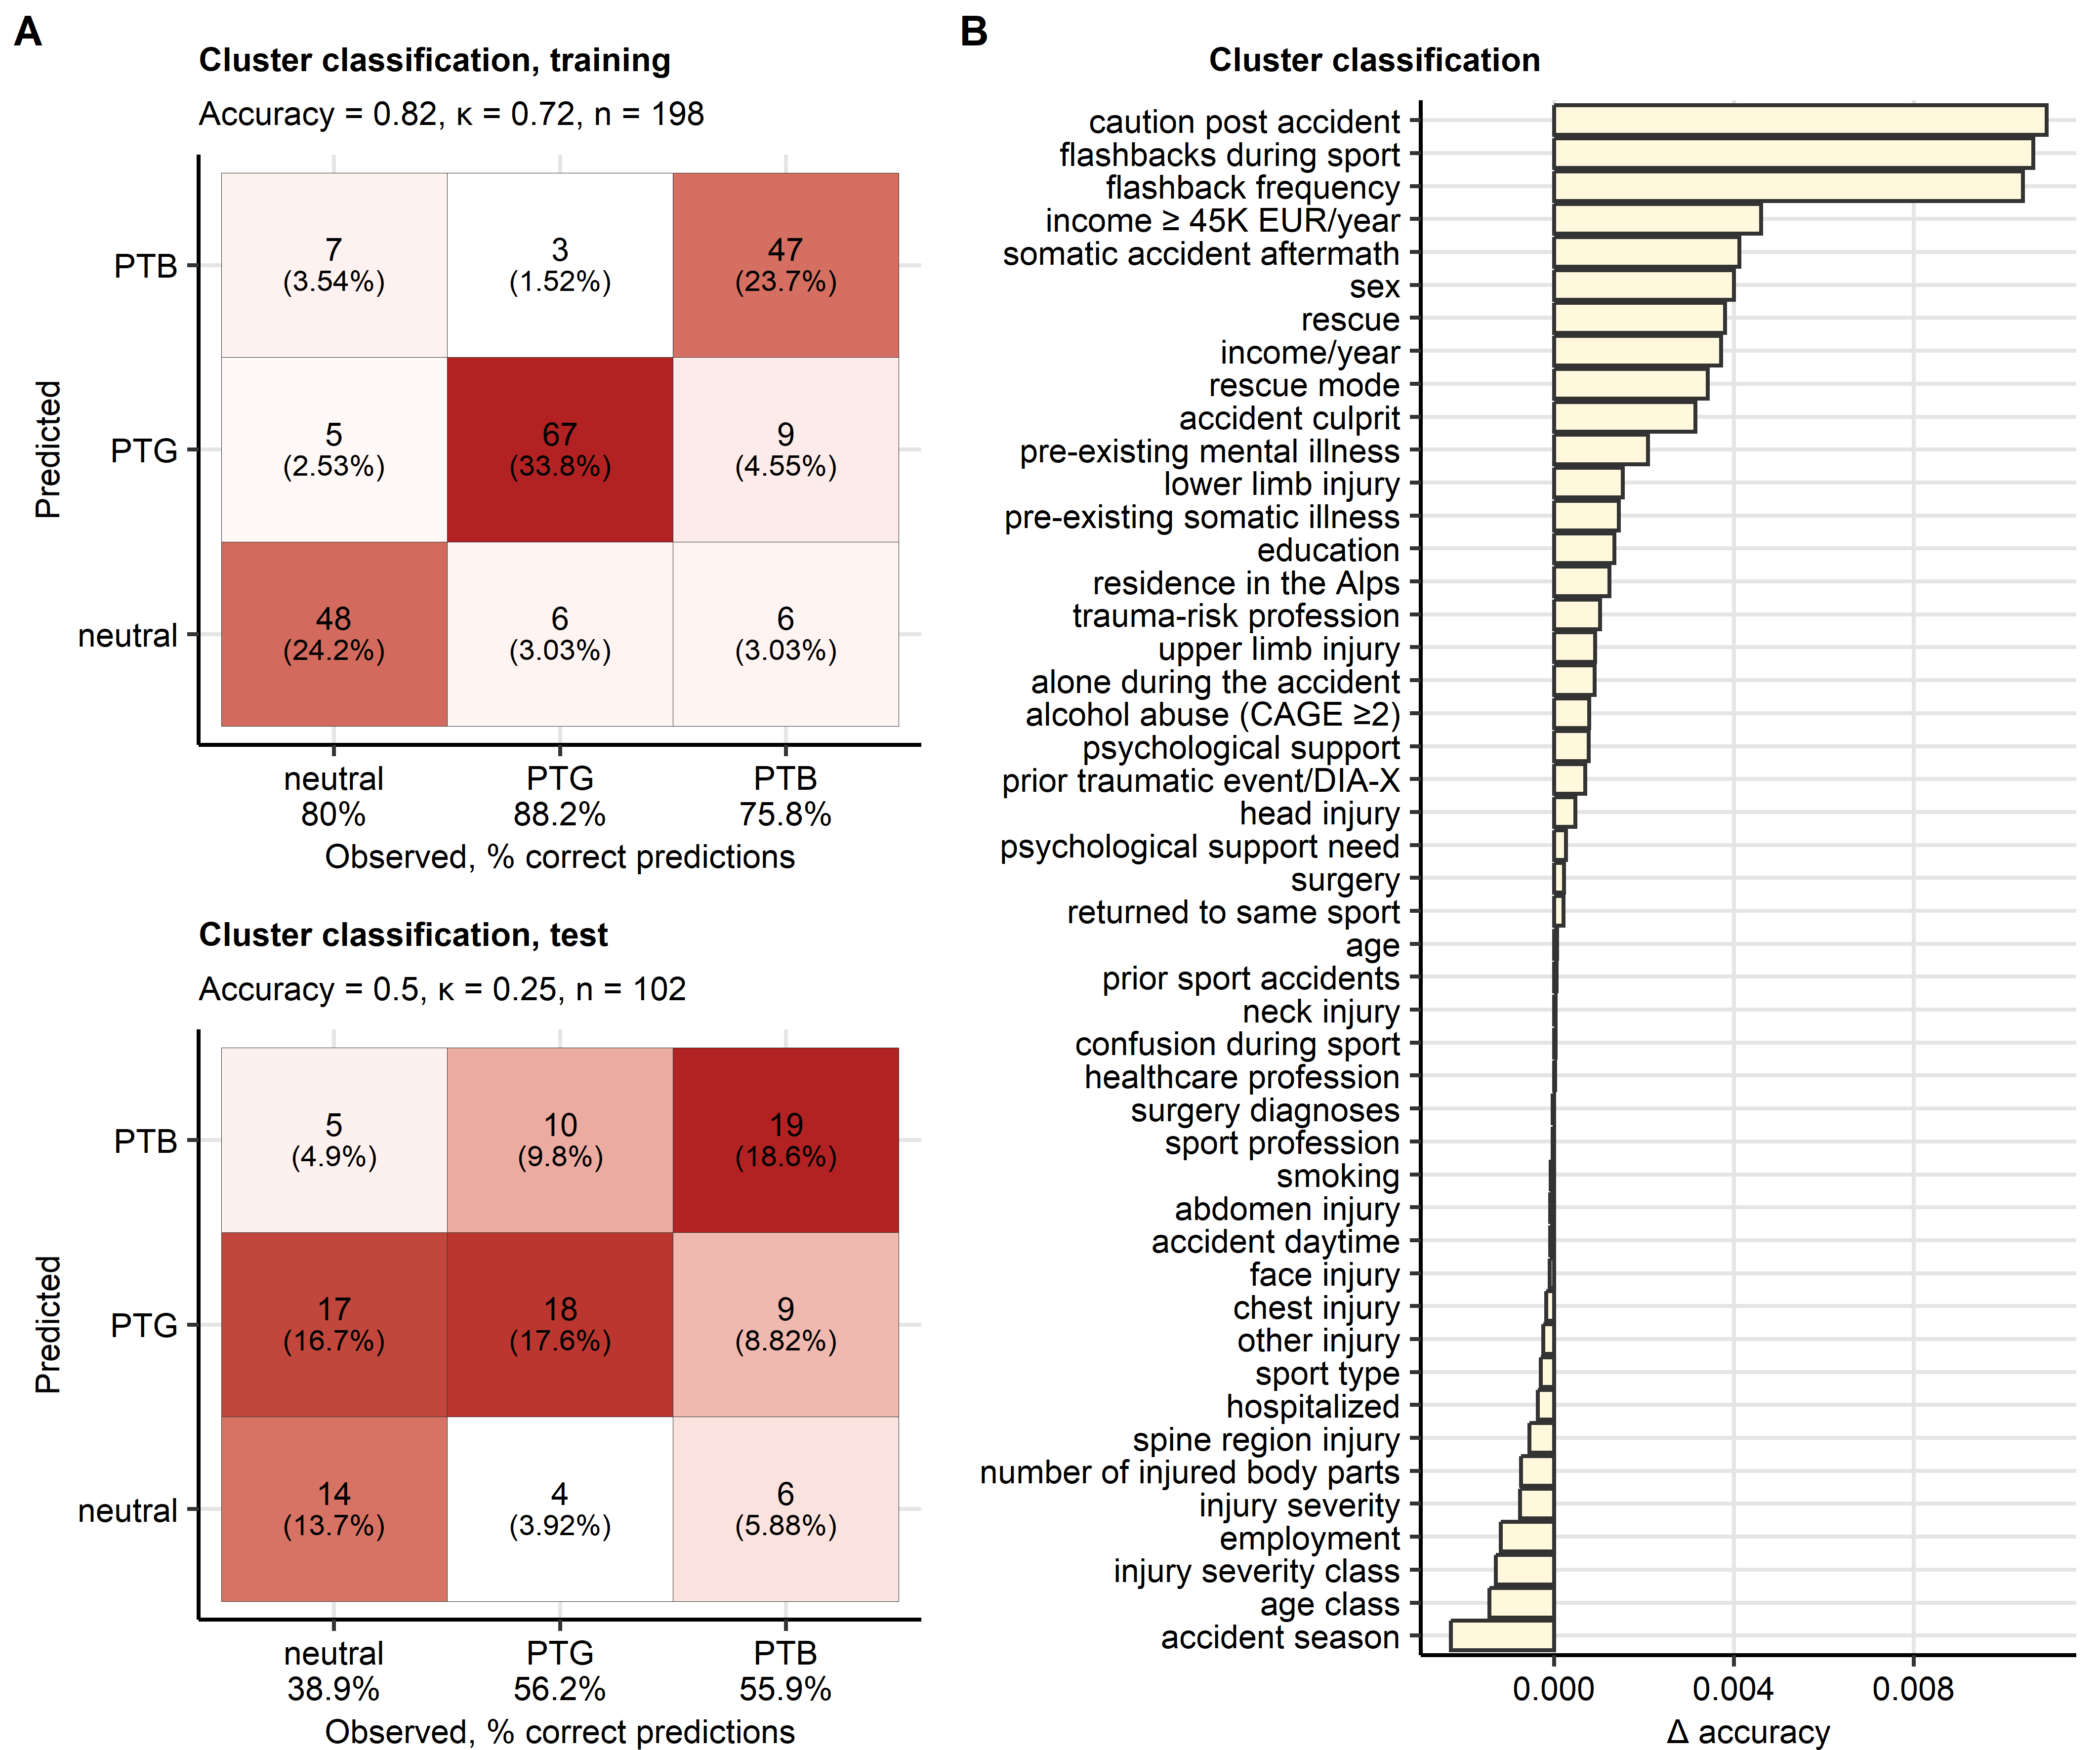 A
Cluster classification, training
Accuracy = 0.82, κ = 0.72, n = 198
Predicted
PTB
7
(3.54%)
3
(1.52%)
47
(23.7%)
PTG
5
(2.53%)
67
(33.8%)
9
(4.55%)
neutral
48
(24.2%)
6
(3.03%)
6
(3.03%)
neutral
80%
PTG
88.2%
PTB
75.8%
Observed, % correct predictions
Cluster classification, test
Accuracy = 0.5, κ = 0.25, n = 102
Predicted
PTB
5
(4.9%)
10
(9.8%)
19
(18.6%)
PTG
17
(16.7%)
18
(17.6%)
9
(8.82%)
neutral
14
(13.7%)
4
(3.92%)
6
(5.88%)
neutral
38.9%
PTG
56.2%
PTB
55.9%
Observed, % correct predictions
B
Cluster classification
caution post accident
flashbacks during sport
flashback frequency
income ≥ 45K EUR/year
somatic accident aftermath
sex
rescue
income/year
rescue mode
accident culprit
pre-existing mental illness
lower limb injury
pre-existing somatic illness
education
residence in the Alps
trauma-risk profession
upper limb injury
alone during the accident
alcohol abuse (CAGE ≥2)
psychological support
prior traumatic event/DIA-X
head injury
psychological support need
surgery
returned to same sport
age
prior sport accidents
neck injury
confusion during sport
healthcare profession
surgery diagnoses
sport profession
smoking
abdomen injury
accident daytime
face injury
chest injury
other injury
sport type
hospitalized
spine region injury
number of injured body parts
injury severity
employment
injury severity class
age class
accident season
0.000
0.004
0.008
Δ accuracy